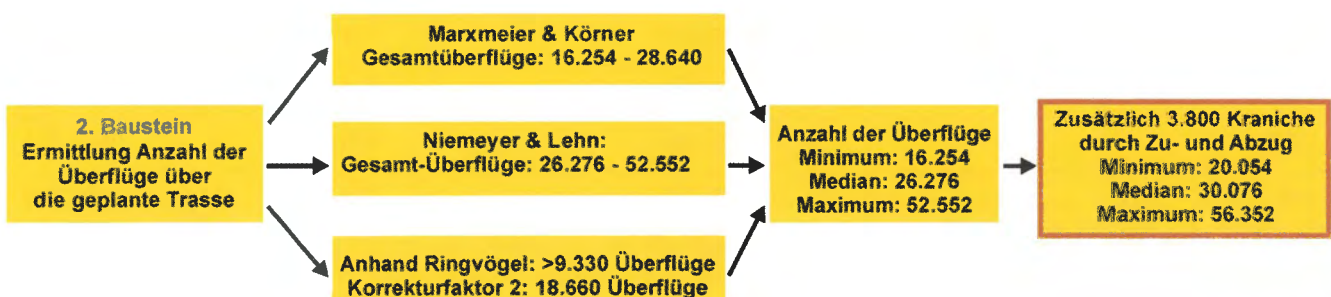 2. Baustein
Ermittlung Anzahl der
Überflüge über
die geplante Trasse
Marxmeier & Körner
Gesamtüberflüge: 16.254 - 28.640
Niemeyer & Lehn:
Gesamt-Überflüge: 26.276 - 52.552
Anhand Ringvögel: >9.330 Überflüge
Korrekturfaktor 2: 18.660 Überflüge
Anzahl der Überflüge
Minimum: 16.254
Median: 26.276
Maximum: 52.552
Zusätzlich 3.800 Kraniche
durch Zu- und Abzug
Minimum: 20.054
Median: 30.076
Maximum: 56.352